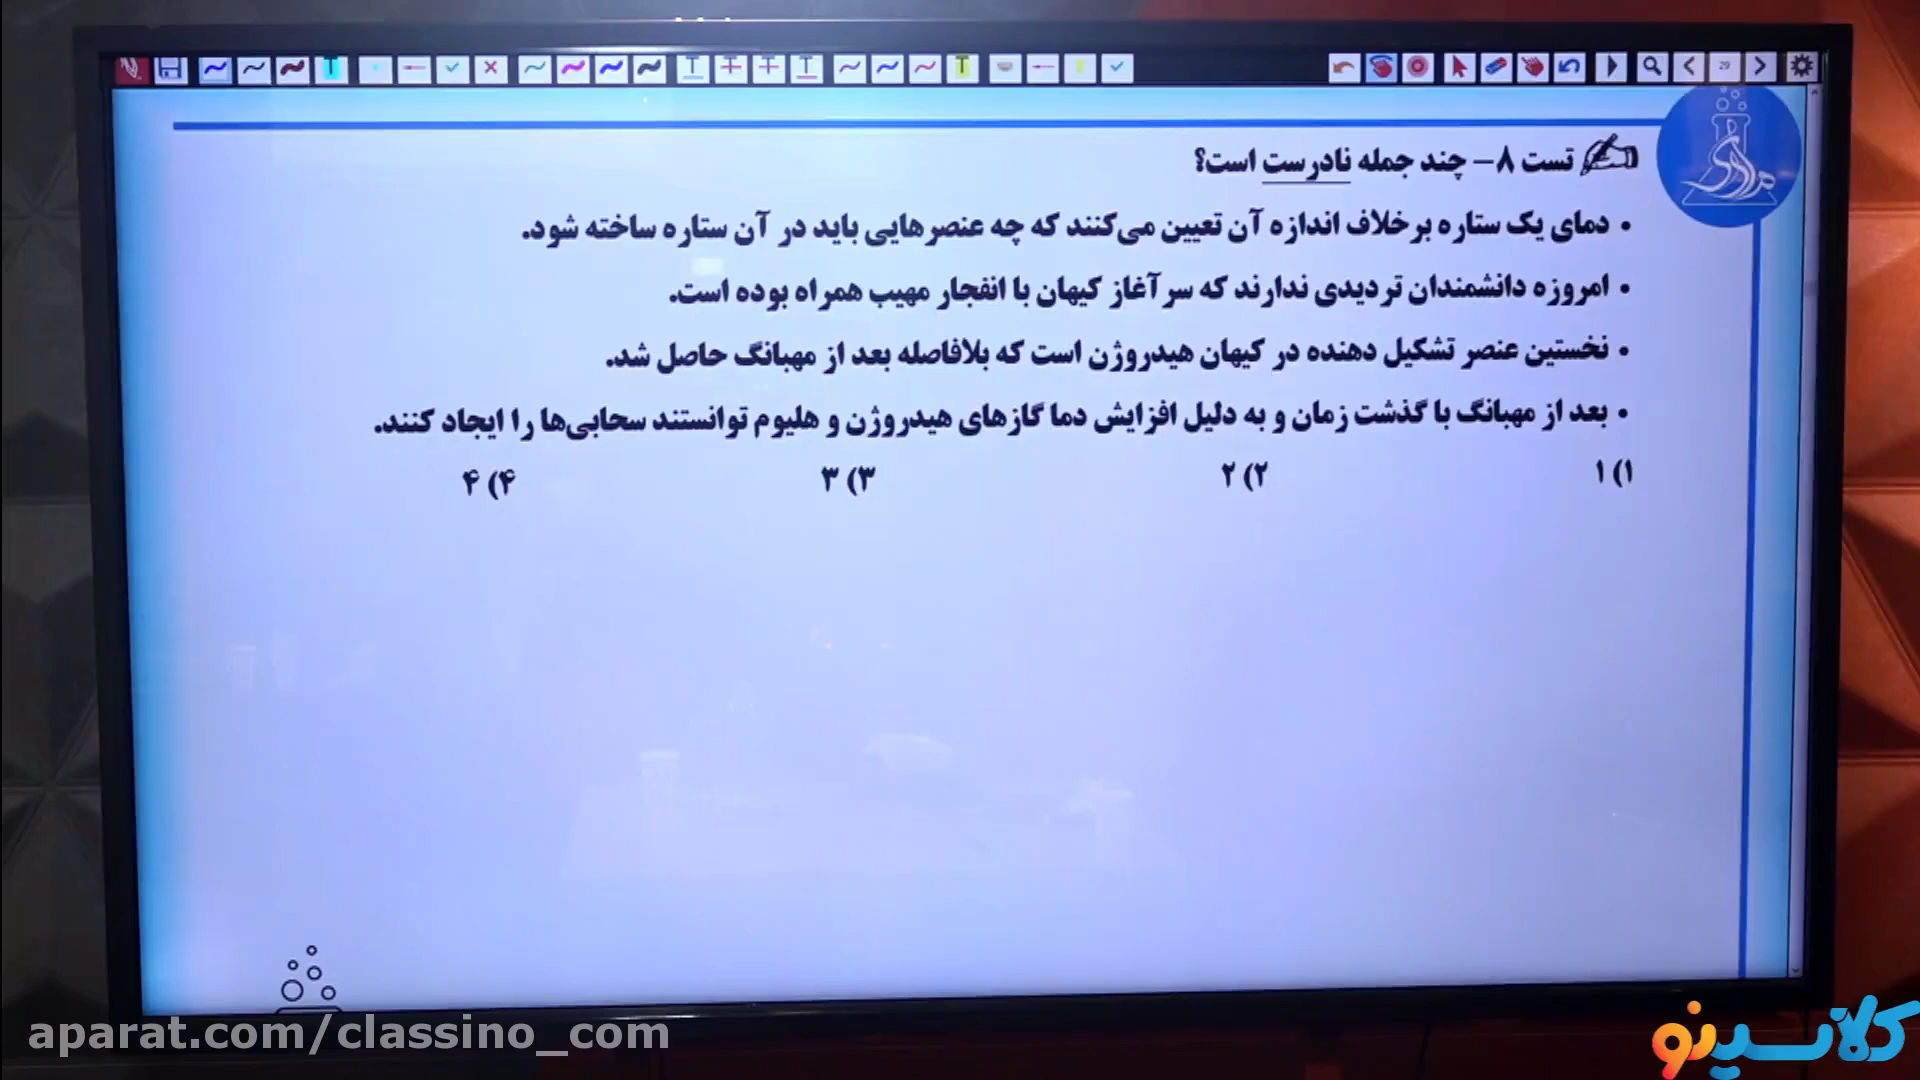 29
تست ۸- چند جمله نادرست است؟
• دمای یک ستاره برخلاف اندازه آن تعیین می‌کنند که چه عنصرهایی باید در آن ستاره ساخته شود.
• امروزه دانشمندان تردیدی ندارند که سرآغاز کیهان با انفجار مهیب همراه بوده است.
• نخستین عنصر تشکیل دهنده در کیهان هیدروژن است که بلافاصله بعد از مهبانگ حاصل شد.
• بعد از مهبانگ با گذشت زمان و به دلیل افزایش دما گازهای هیدروژن و هلیوم توانستند سحابی‌ها را ایجاد کنند.
۱) ۱ ۲) ۲ ۳) ۳ ۴) ۴
aparat.com/classino_com
کلاسینو